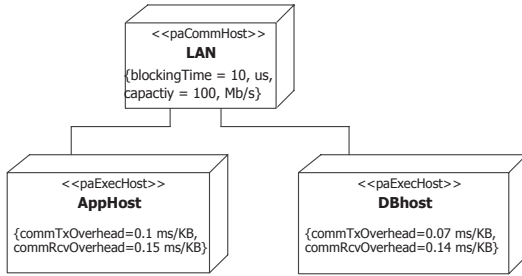 <<paCommHost>>
LAN
{blockingTime = 10, us,
capactiy = 100, Mb/s}
<<paExecHost>>
AppHost
{commTxOverhead=0.1 ms/KB,
commRcvOverhead=0.15 ms/KB}
<<paExecHost>>
DBhost
{commTxOverhead=0.07 ms/KB,
commRcvOverhead=0.14 ms/KB}